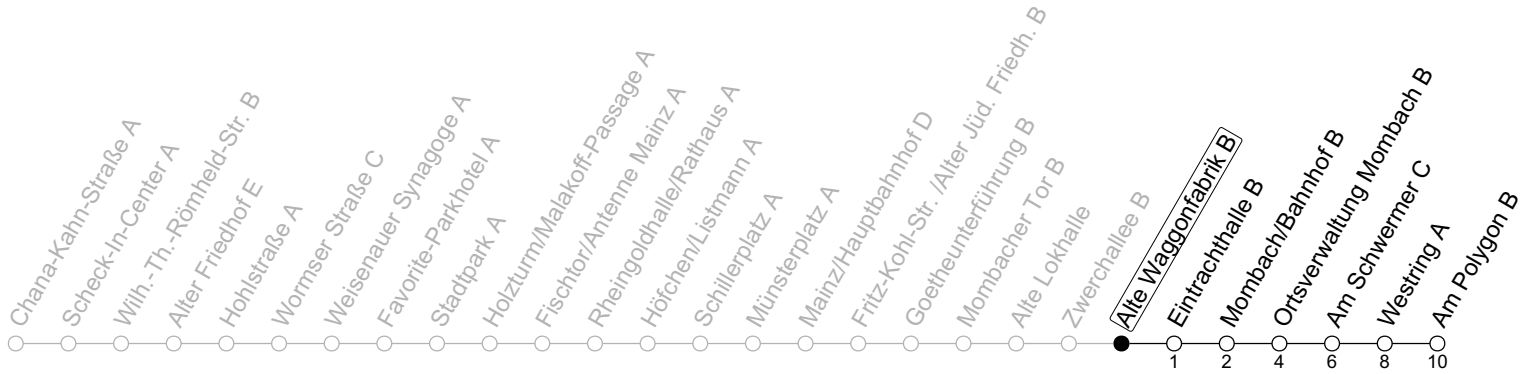 Chana-Kahn-Straße A
Scheck-In-Center A
Wilh.-Th.-Römheld-Str. B
Alter Friedhof E
Hohlstraße A
Wormser Straße C
Weisenauer Synagoge A
Favorite-Parkhotel A
Stadtpark A
Holzturm/Malakoff-Passage A
Fischtor/Antenne Mainz A
Rheingoldhalle/Rathaus A
Höfchen/Listmann A
Schillerplatz A
Münsterplatz A
Mainz/Hauptbahnhof D
Fritz-Kohl-Str. /Alter Jüd. Friedh. B
Goetheunterführung B
Mombacher Tor B
Alte Lokhalle
Zwerchallee B
Alte Waggonfabrik B
Eintrachthalle B
Mombach/Bahnhof B
Ortsverwaltung Mombach B
Am Schwermer C
Westring A
Am Polygon B
1 2 4 6 8 10